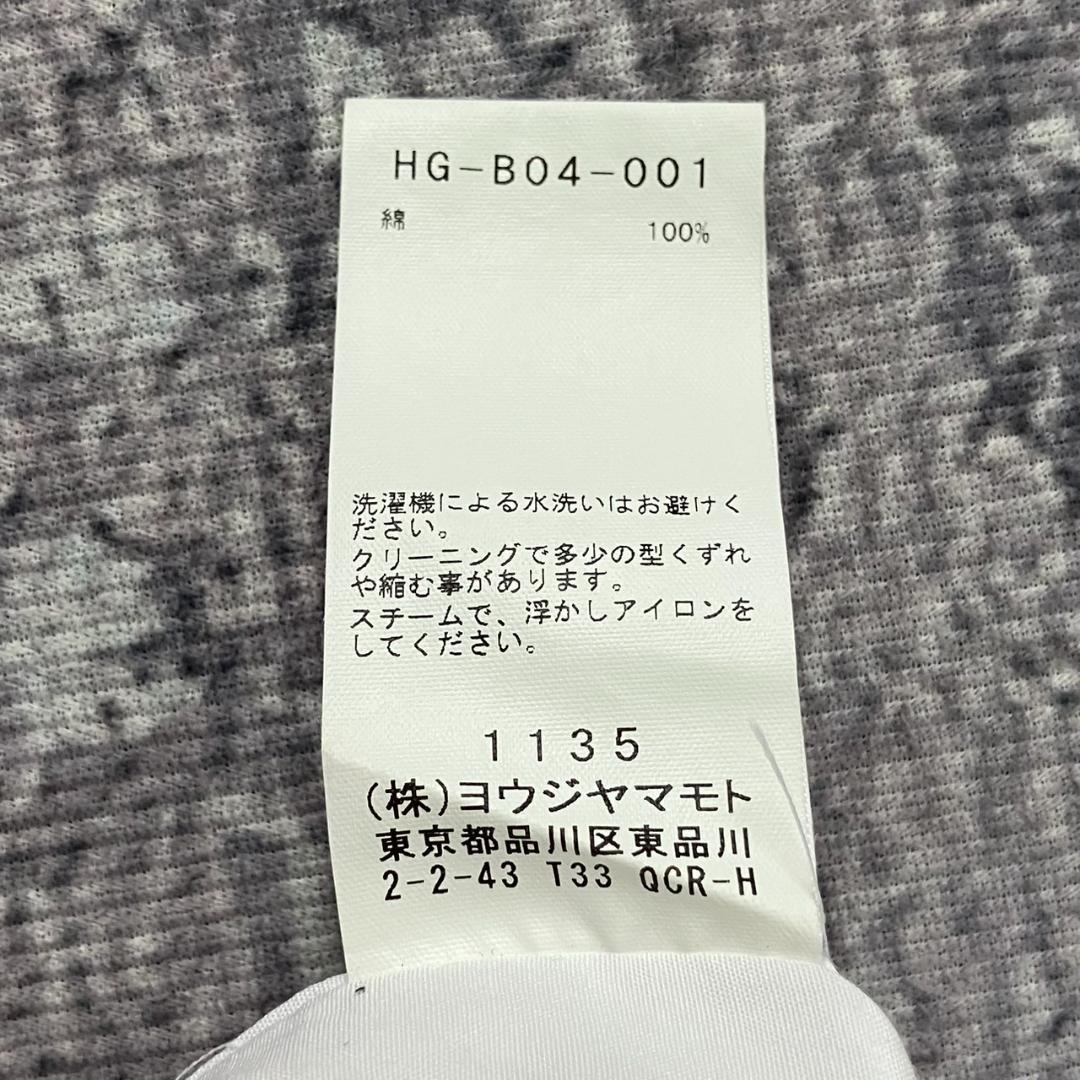 HG-B04-001
綿 100%
洗濯機による水洗いはお避けく
ださい。
クリーニングで多少の型くずれ
や縮む事があります。
スチームで、浮かしアイロンを
してください。
1135
(株)ヨウジヤマモト
東京都品川区東品川
2-2-43 T33 QCR-H